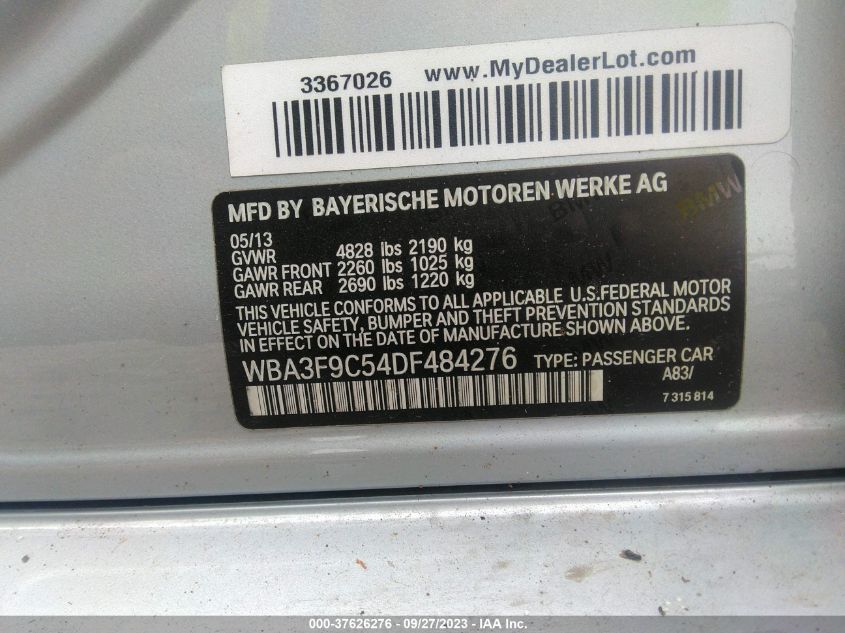 3367026 www.MyDealerLot.com
MFD BY BAYERISCHE MOTOREN WERKE AG
BMW
05/13
GVWR 4828 lbs 2190 kg
GAWR FRONT 2260 lbs 1025 kg
GAWR REAR 2690 lbs 1220 kg
THIS VEHICLE CONFORMS TO ALL APPLICABLE U.S.FEDERAL MOTOR
VEHICLE SAFETY, BUMPER AND THEFT PREVENTION STANDARDS
IN EFFECT ON THE DATE OF MANUFACTURE SHOWN ABOVE.
WBA3F9C54DF484276 TYPE: PASSENGER CAR
A83/
7 315 814
000-37626276 - 09/27/2023 - IAA Inc.